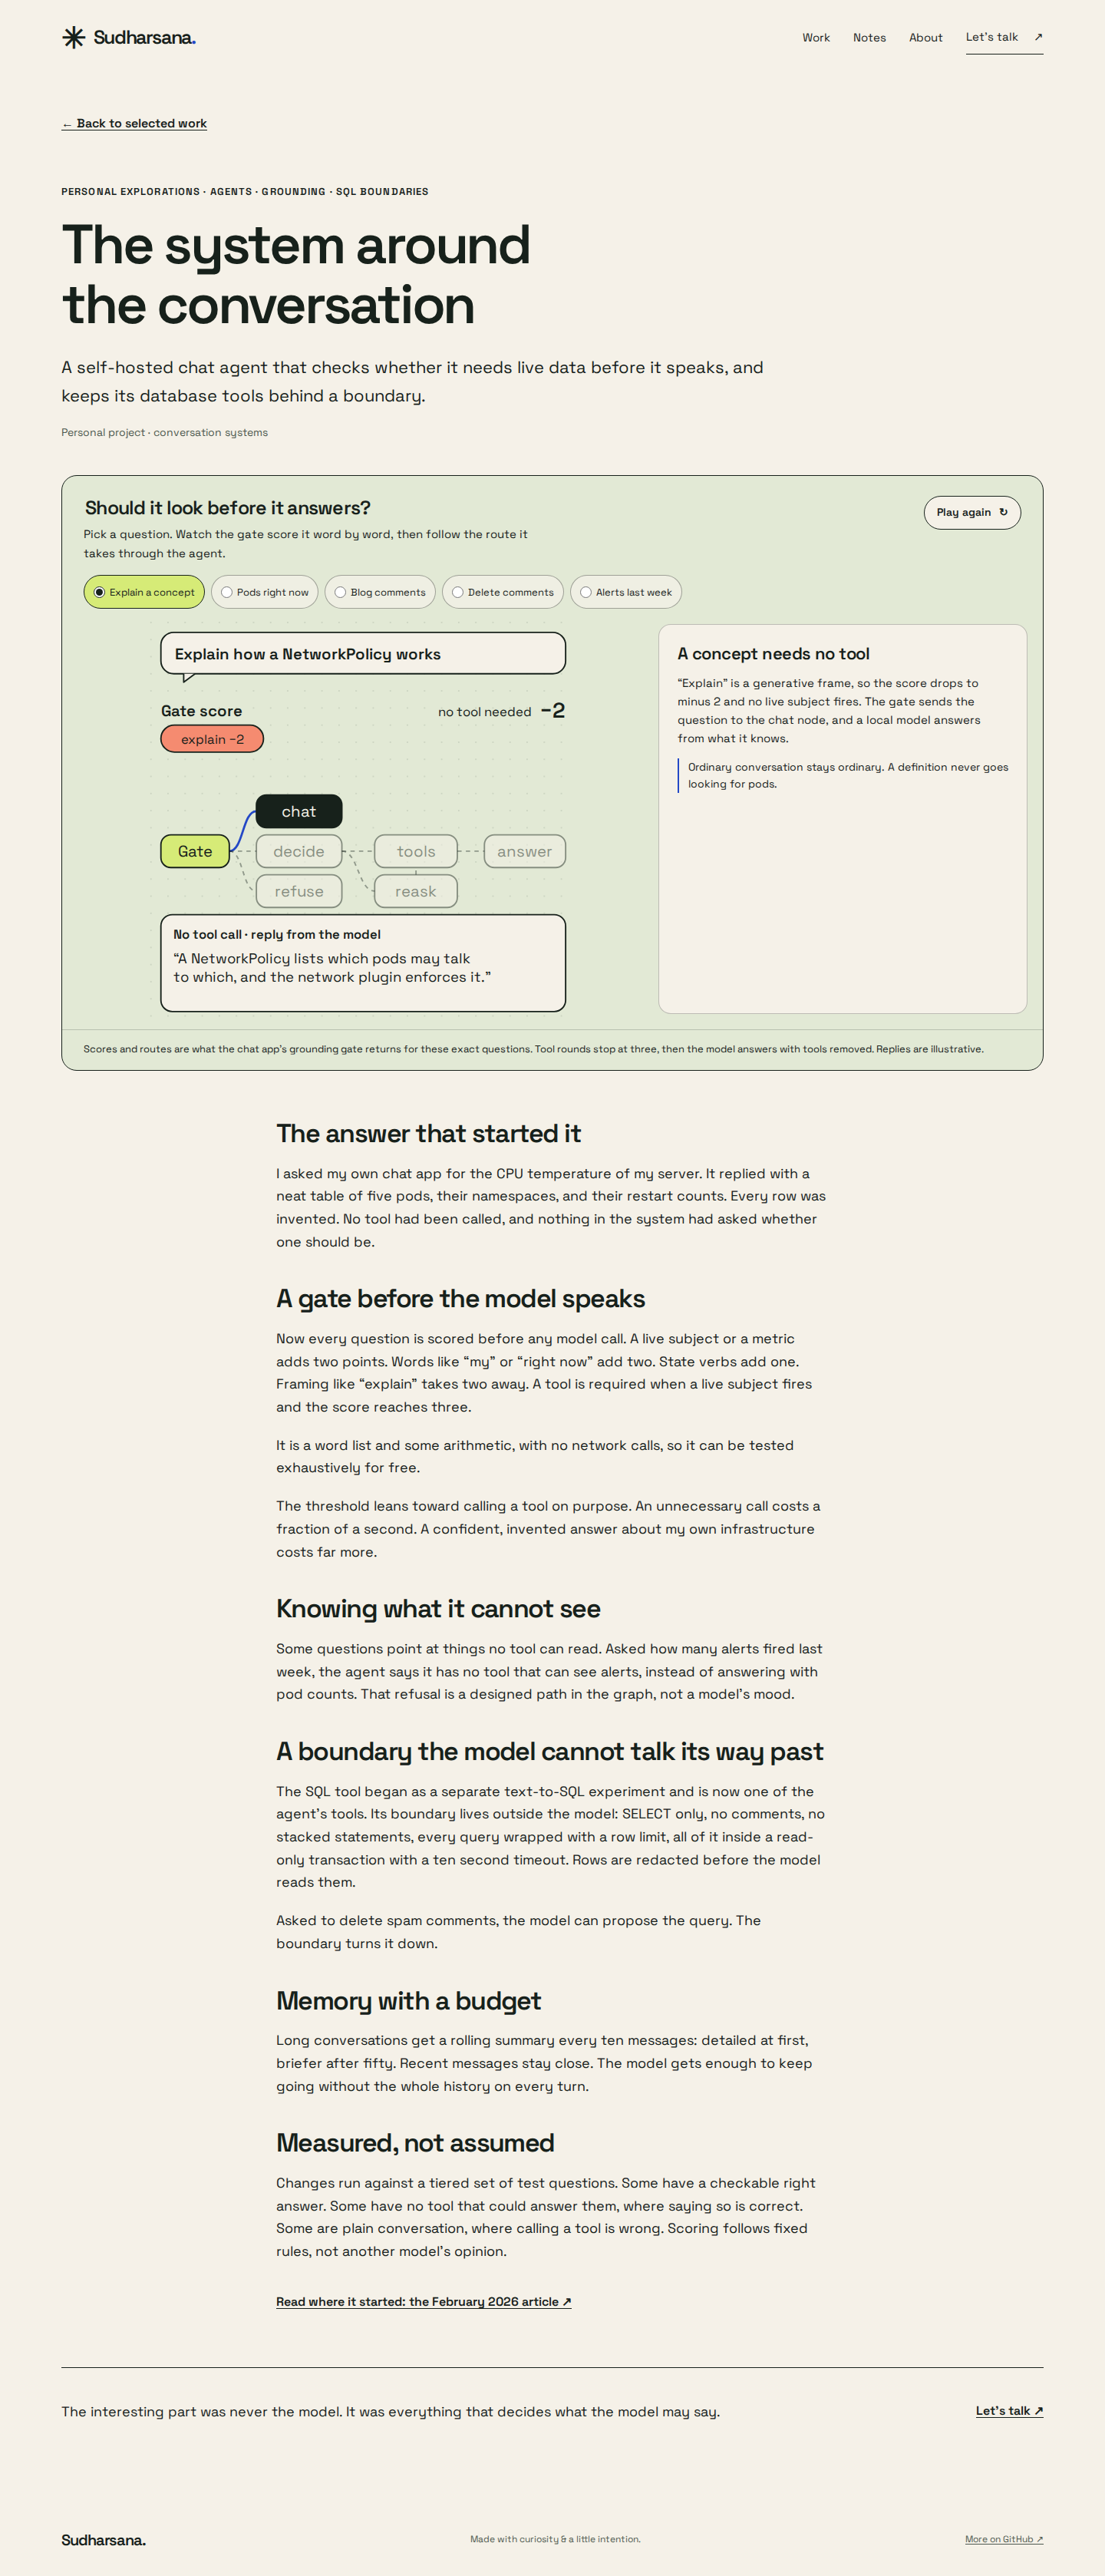 Sudharsana.
Work Notes About Let's talk ↗
← Back to selected work
PERSONAL EXPLORATIONS · AGENTS · GROUNDING · SQL BOUNDARIES
The system around
the conversation
A self-hosted chat agent that checks whether it needs live data before it speaks, and
keeps its database tools behind a boundary.
Personal project · conversation systems
Should it look before it answers?
Play again ↻
Pick a question. Watch the gate score it word by word, then follow the route it
takes through the agent.
Explain a concept Pods right now Blog comments Delete comments Alerts last week
Explain how a NetworkPolicy works
Gate score no tool needed −2
explain −2
chat
Gate decide tools answer
refuse reask
No tool call · reply from the model
“A NetworkPolicy lists which pods may talk
to which, and the network plugin enforces it.”
A concept needs no tool
“Explain” is a generative frame, so the score drops to
minus 2 and no live subject fires. The gate sends the
question to the chat node, and a local model answers
from what it knows.
Ordinary conversation stays ordinary. A definition never goes
looking for pods.
Scores and routes are what the chat app’s grounding gate returns for these exact questions. Tool rounds stop at three, then the model answers with tools removed. Replies are illustrative.
The answer that started it
I asked my own chat app for the CPU temperature of my server. It replied with a
neat table of five pods, their namespaces, and their restart counts. Every row was
invented. No tool had been called, and nothing in the system had asked whether
one should be.
A gate before the model speaks
Now every question is scored before any model call. A live subject or a metric
adds two points. Words like “my” or “right now” add two. State verbs add one.
Framing like “explain” takes two away. A tool is required when a live subject fires
and the score reaches three.
It is a word list and some arithmetic, with no network calls, so it can be tested
exhaustively for free.
The threshold leans toward calling a tool on purpose. An unnecessary call costs a
fraction of a second. A confident, invented answer about my own infrastructure
costs far more.
Knowing what it cannot see
Some questions point at things no tool can read. Asked how many alerts fired last
week, the agent says it has no tool that can see alerts, instead of answering with
pod counts. That refusal is a designed path in the graph, not a model’s mood.
A boundary the model cannot talk its way past
The SQL tool began as a separate text-to-SQL experiment and is now one of the
agent’s tools. Its boundary lives outside the model: SELECT only, no comments, no
stacked statements, every query wrapped with a row limit, all of it inside a read-
only transaction with a ten second timeout. Rows are redacted before the model
reads them.
Asked to delete spam comments, the model can propose the query. The
boundary turns it down.
Memory with a budget
Long conversations get a rolling summary every ten messages: detailed at first,
briefer after fifty. Recent messages stay close. The model gets enough to keep
going without the whole history on every turn.
Measured, not assumed
Changes run against a tiered set of test questions. Some have a checkable right
answer. Some have no tool that could answer them, where saying so is correct.
Some are plain conversation, where calling a tool is wrong. Scoring follows fixed
rules, not another model’s opinion.
Read where it started: the February 2026 article ↗
The interesting part was never the model. It was everything that decides what the model may say.
Let’s talk ↗
Sudharsana.
Made with curiosity & a little intention.
More on GitHub ↗